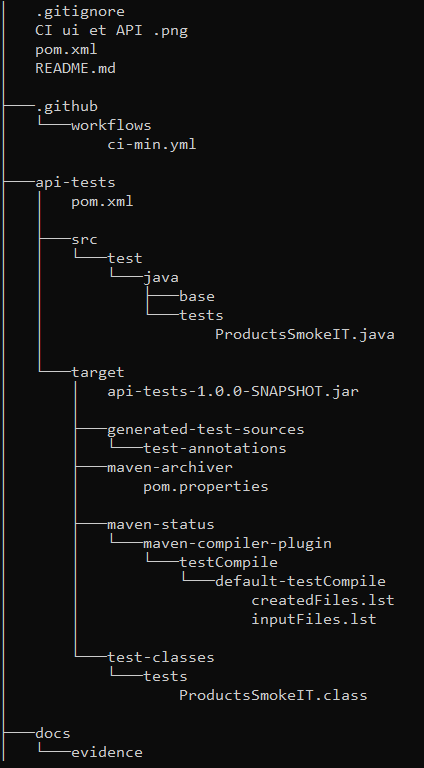 .gitignore
CI ui et API .png
pom.xml
README.md
.github
workflows
ci-min.yml
api-tests
pom.xml
src
test
java
base
tests
ProductsSmokeIT.java
target
api-tests-1.0.0-SNAPSHOT.jar
generated-test-sources
test-annotations
maven-archiver
pom.properties
maven-status
maven-compiler-plugin
testCompile
default-testCompile
createdFiles.lst
inputFiles.lst
test-classes
tests
ProductsSmokeIT.class
docs
evidence